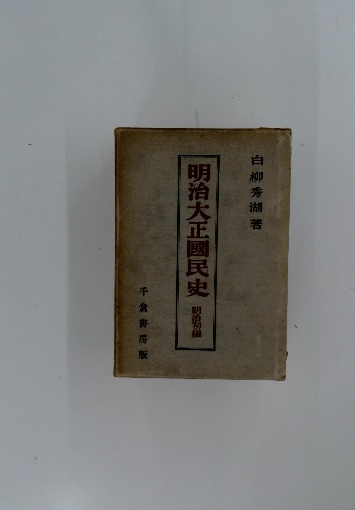 白柳秀湖著
明治大正國民史
明治初編
千倉書房版